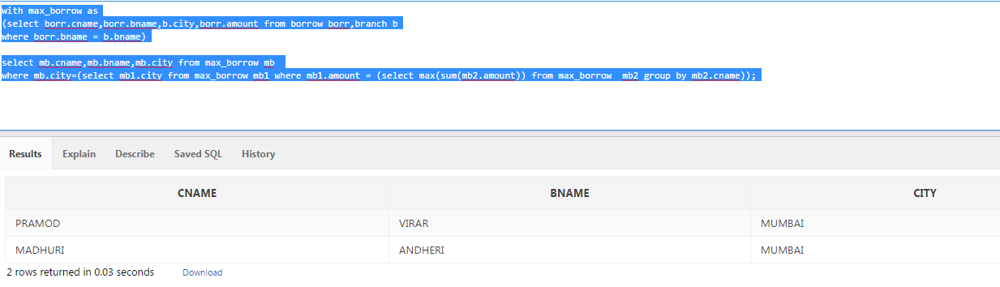 with max_borrow as
(select borr.cname,borr.bname,b.city,borr.amount from borrow borr,branch b
where borr.bname = b.bname)
select mb.cname,mb.bname,mb.city from max_borrow mb
where mb.city=(select mb1.city from max_borrow mb1 where mb1.amount = (select max(sum(mb2.amount)) from max_borrow  mb2 group by mb2.cname));
Results Explain Describe Saved SQL History
CNAME BNAME CITY
PRAMOD VIRAR MUMBAI
MADHURI ANDHERI MUMBAI
2 rows returned in 0.03 seconds Download